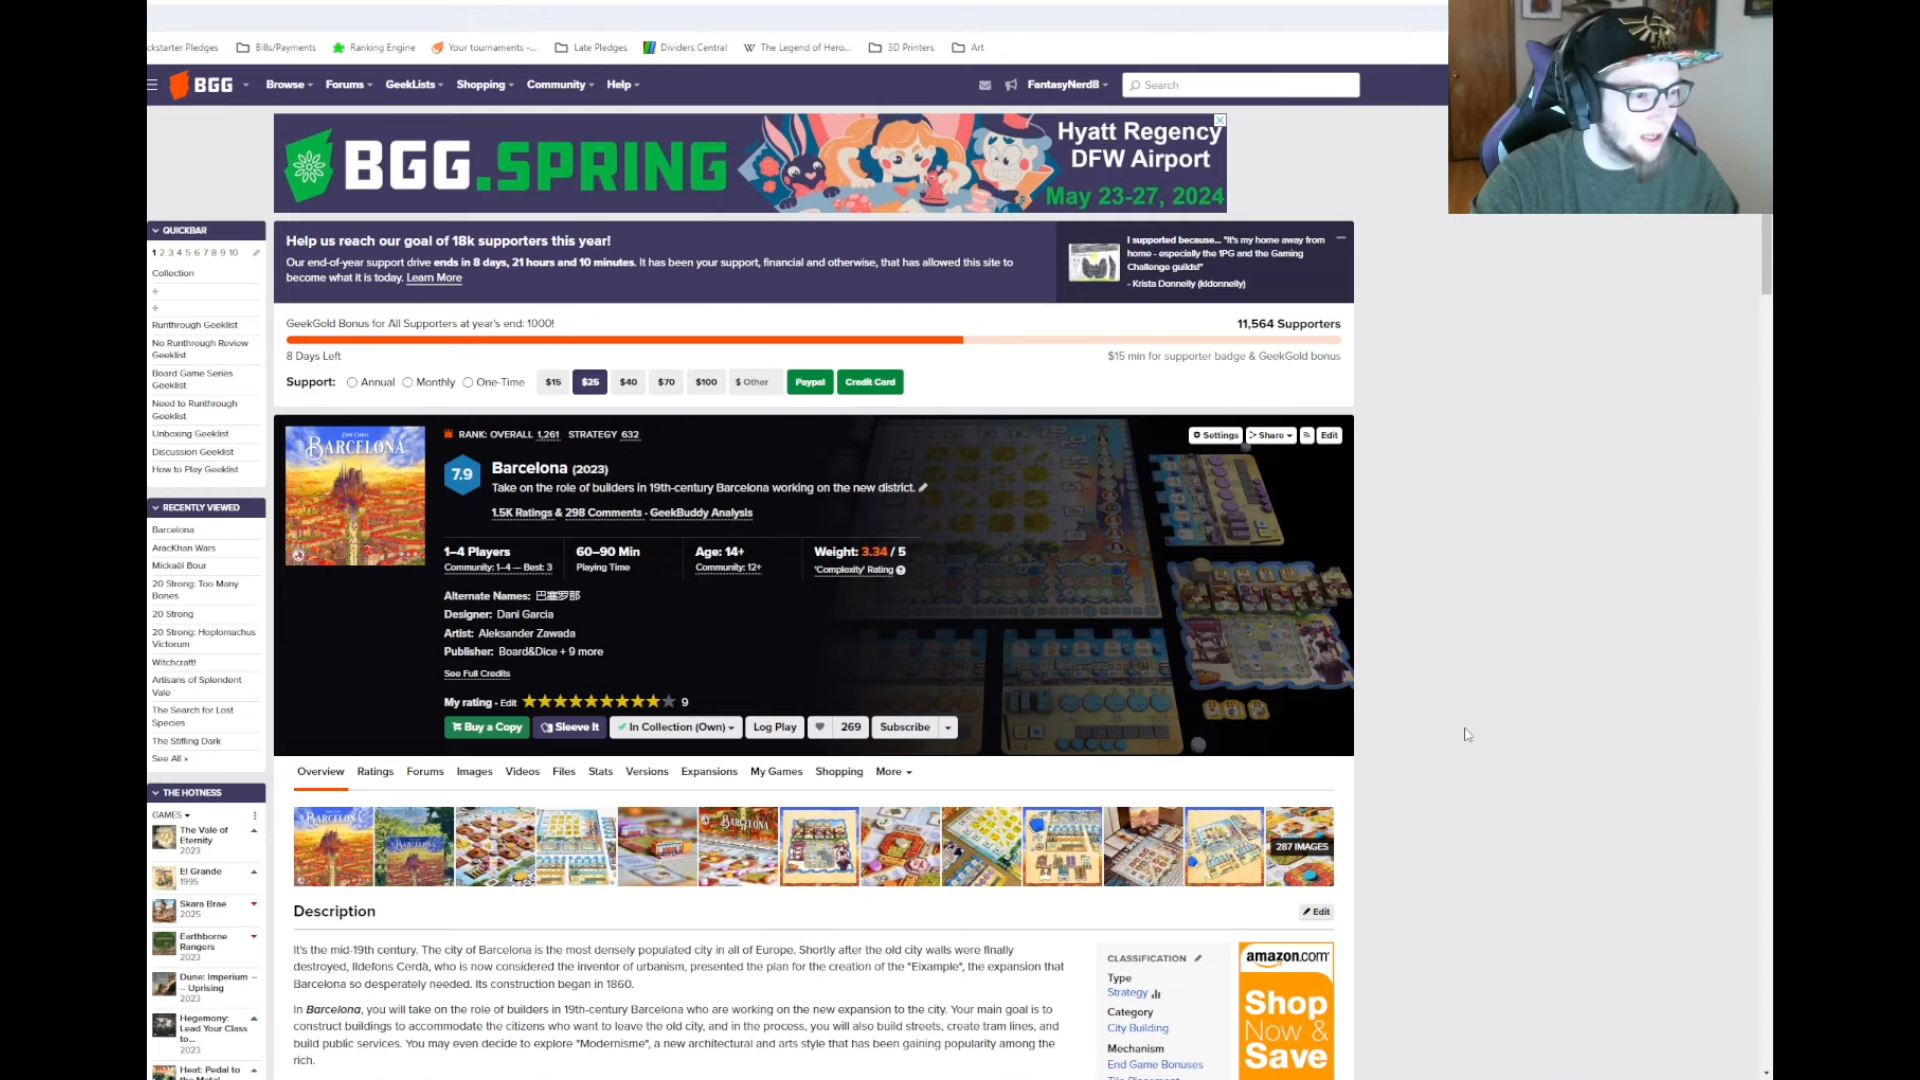 ckstarter Pledges Bills/Payments Ranking Engine Your tournaments -... Late Pledges Dividers Central The Legend of Hero... 3D Printers Art
BGG Browse Forums GeekLists Shopping Community Help FantasyNerd8 Search
BGG.SPRING
Hyatt Regency
DFW Airport
May 23-27, 2024
QUICKBAR
1 2 3 4 5 6 7 8 9 10
Collection
+
+
Runthrough Geeklist
No Runthrough Review
Geeklist
Board Game Series
Geeklist
Need to Runthrough
Geeklist
Unboxing Geeklist
Discussion Geeklist
How to Play Geeklist
RECENTLY VIEWED
Barcelona
AracKhan Wars
Mickaël Bour
20 Strong: Too Many
Bones
20 Strong
20 Strong: Hoplomachus
Victorum
Witchcraft!
Artisans of Splendent
Vale
The Search for Lost
Species
The Stifling Dark
See All »
THE HOTNESS
GAMES
The Vale of
Eternity
2023
El Grande
1995
Skara Brae
2025
Earthborne
Rangers
2023
Dune: Imperium
– Uprising
2023
Hegemony:
Lead Your Class
to...
2023
Heat: Pedal to
the Metal
Help us reach our goal of 18k supporters this year!
Our end-of-year support drive ends in 8 days, 21 hours and 10 minutes. It has been your support, financial and otherwise, that has allowed this site to
become what it is today. Learn More
I supported because... "It's my home away from
home - especially the 1PG and the Gaming
Challenge guilds!"
- Krista Donnelly (kldonnelly)
GeekGold Bonus for All Supporters at year's end: 1000!
11,564 Supporters
8 Days Left
$15 min for supporter badge & GeekGold bonus
Support: Annual Monthly One-Time $15 $25 $40 $70 $100 $ Other Paypal Credit Card
BARCELONA
RANK: OVERALL 1,261 STRATEGY 632
Settings Share Edit
7.9
Barcelona (2023)
Take on the role of builders in 19th-century Barcelona working on the new district.
1.5K Ratings & 298 Comments · GeekBuddy Analysis
1–4 Players
Community: 1–4 — Best: 3
60–90 Min
Playing Time
Age: 14+
Community: 12+
Weight: 3.34 / 5
'Complexity' Rating
Alternate Names: 巴塞罗那
Designer: Dani Garcia
Artist: Aleksander Zawada
Publisher: Board&Dice + 9 more
See Full Credits
My rating - Edit 9
Buy a Copy Sleeve It In Collection (Own) Log Play 269 Subscribe
Overview Ratings Forums Images Videos Files Stats Versions Expansions My Games Shopping More
BARCELONA
BARCELONA
BARCELONA
287 IMAGES
Description
Edit
It's the mid-19th century. The city of Barcelona is the most densely populated city in all of Europe. Shortly after the old city walls were finally
destroyed, Ildefons Cerdà, who is now considered the inventor of urbanism, presented the plan for the creation of the "Eixample", the expansion that
Barcelona so desperately needed. Its construction began in 1860.
In Barcelona, you will take on the role of builders in 19th-century Barcelona who are working on the new expansion to the city. Your main goal is to
construct buildings to accommodate the citizens who want to leave the old city, and in the process, you will also build streets, create tram lines, and
build public services. You may even decide to explore "Modernisme", a new architectural and arts style that has been gaining popularity among the
rich.
CLASSIFICATION
Type
Strategy
Category
City Building
Mechanism
End Game Bonuses
Tile Placement
amazon.com
Shop
Now &
Save